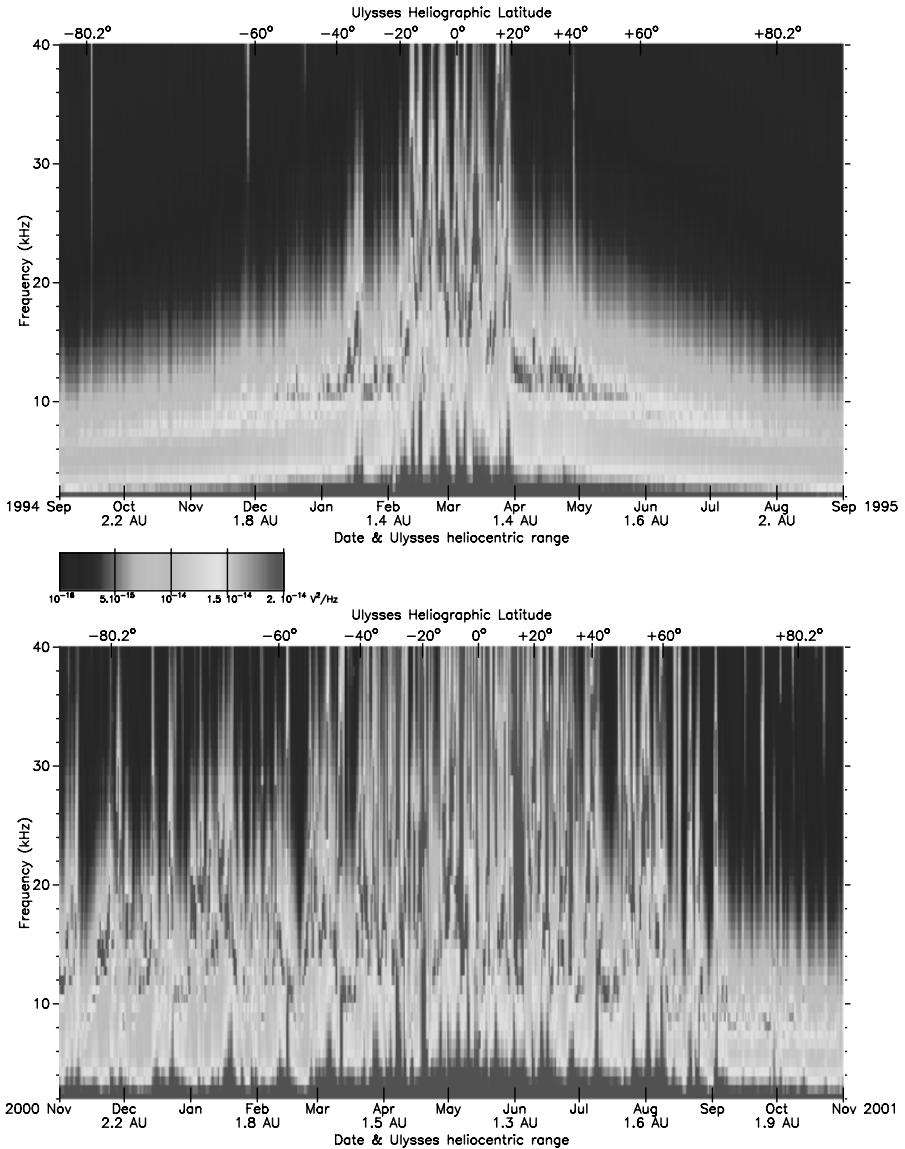 Ulysses Heliographic Latitude
−80.2° −60° −40° −20° 0° +20° +40° +60° +80.2°
40
30
20
10
Frequency (kHz)
1994 Sep Oct Nov Dec Jan Feb Mar Apr May Jun Jul Aug Sep 1995
2.2 AU 1.8 AU 1.4 AU 1.4 AU 1.6 AU 2. AU
Date & Ulysses heliocentric range
10⁻¹⁶ 5.10⁻¹⁵ 10⁻¹⁴ 1.5 10⁻¹⁴ 2. 10⁻¹⁴ V²/Hz
Ulysses Heliographic Latitude
−80.2° −60° −40° −20° 0° +20° +40° +60° +80.2°
40
30
20
10
Frequency (kHz)
2000 Nov Dec Jan Feb Mar Apr May Jun Jul Aug Sep Oct Nov 2001
2.2 AU 1.8 AU 1.5 AU 1.3 AU 1.6 AU 1.9 AU
Date & Ulysses heliocentric range